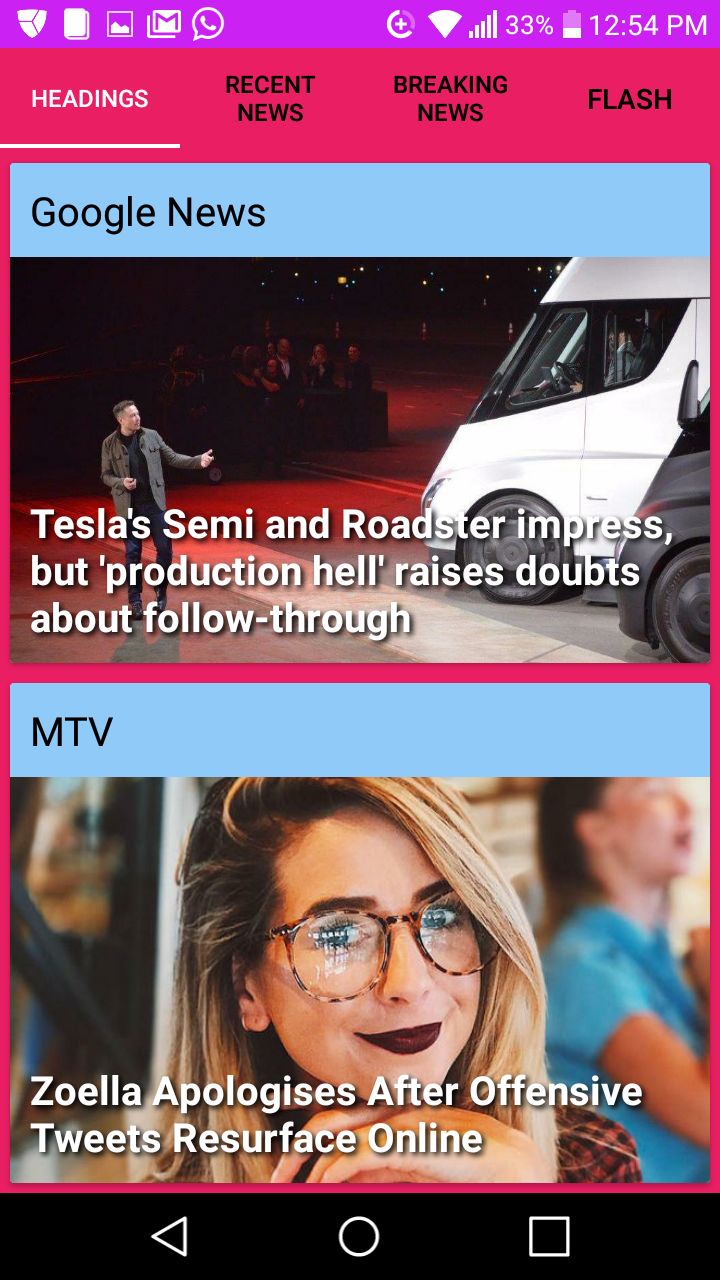 33% 12:54 PM
HEADINGS
RECENT
NEWS
BREAKING
NEWS
FLASH
Google News
Tesla's Semi and Roadster impress,
but 'production hell' raises doubts
about follow-through
MTV
Zoella Apologises After Offensive
Tweets Resurface Online